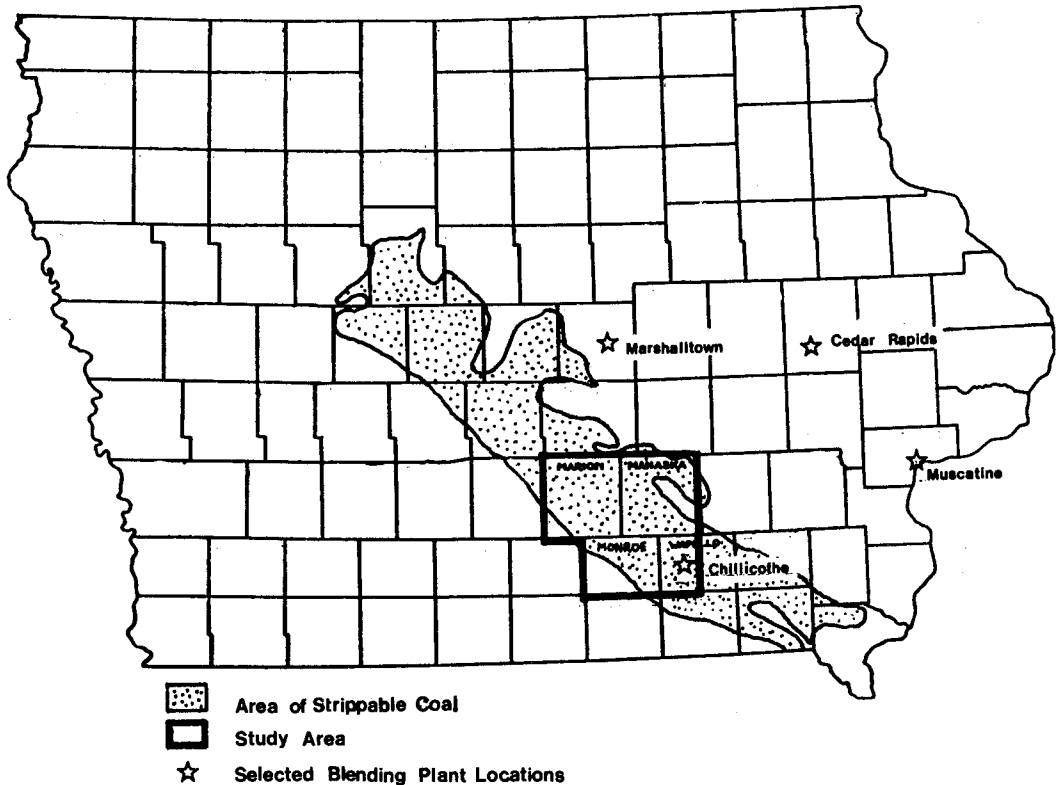 Marshalltown
Cedar Rapids
Muscatine
MARION
MAHASKA
MONROE
WAPELLO
Chillicothe
Area of Strippable Coal
Study Area
Selected Blending Plant Locations